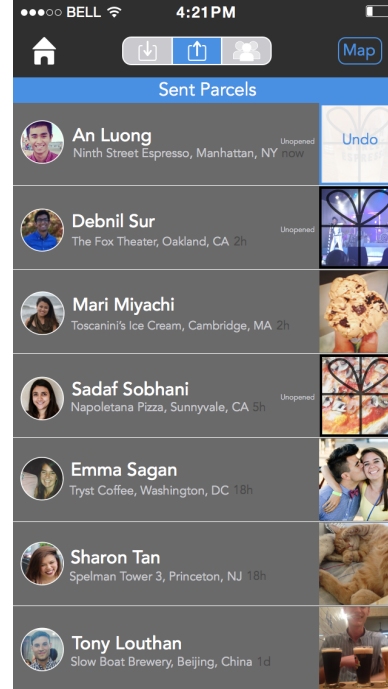 BELL 4:21PM
Map
Sent Parcels
An Luong
Unopened
Undo
Ninth Street Espresso, Manhattan, NY now
Debnil Sur
Unopened
The Fox Theater, Oakland, CA 2h
Mari Miyachi
Toscanini's Ice Cream, Cambridge, MA 2h
Sadaf Sobhani
Unopened
Napoletana Pizza, Sunnyvale, CA 5h
Emma Sagan
Tryst Coffee, Washington, DC 18h
Sharon Tan
Spelman Tower 3, Princeton, NJ 18h
Tony Louthan
Slow Boat Brewery, Beijing, China 1d